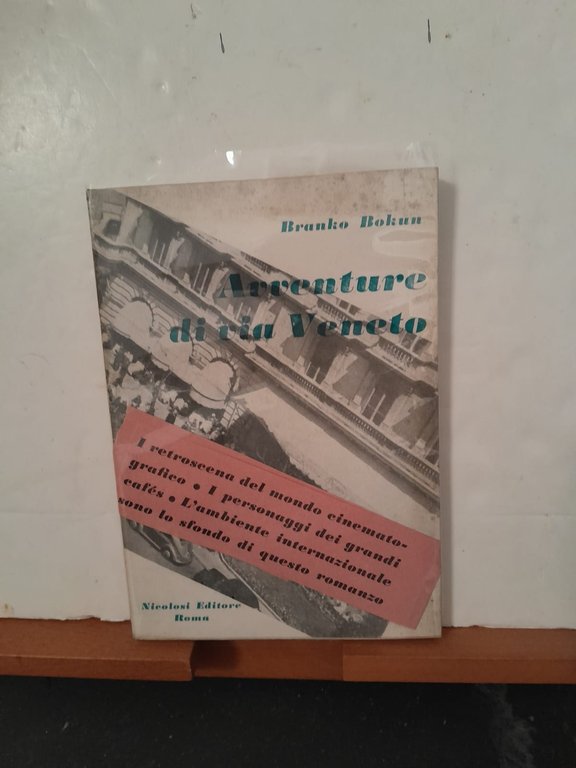 Branko Bokun
Avventure
di via Veneto
I retroscena del mondo cinemato-
grafico • I personaggi dei grandi
cafés • L'ambiente internazionale
sono lo sfondo di questo romanzo
Nicolosi Editore
Roma